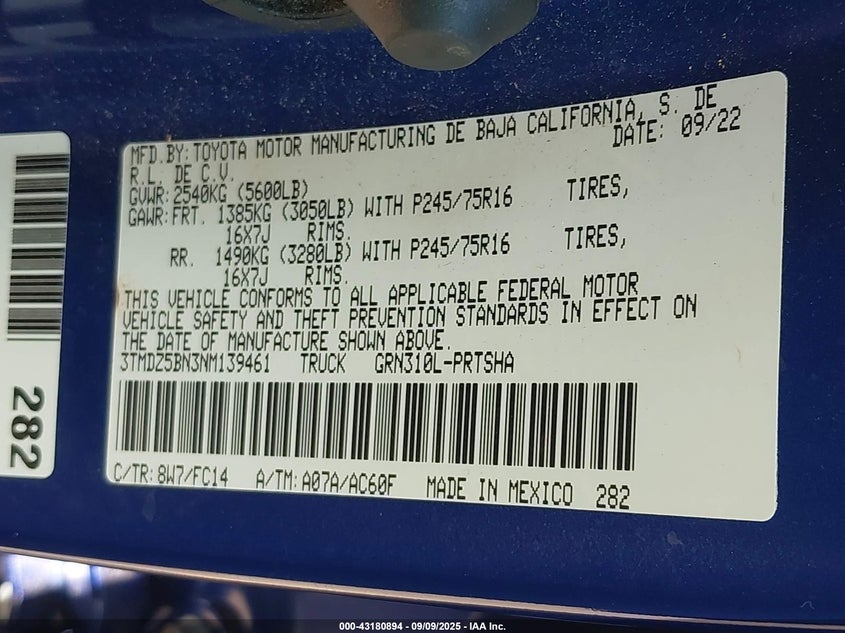 MFD.BY:TOYOTA MOTOR MANUFACTURING DE BAJA CALIFORNIA, S. DE
R.L. DE C.V. DATE: 09/22
GVWR:2540KG (5600LB)
GAWR:FRT. 1385KG (3050LB) WITH P245/75R16 TIRES,
16X7J RIMS.
RR. 1490KG (3280LB) WITH P245/75R16 TIRES,
16X7J RIMS.
THIS VEHICLE CONFORMS TO ALL APPLICABLE FEDERAL MOTOR
VEHICLE SAFETY AND THEFT PREVENTION STANDARDS IN EFFECT ON
THE DATE OF MANUFACTURE SHOWN ABOVE.
3TMDZ5BN3NM139461 TRUCK GRN310L-PRTSHA
C/TR:8W7/FC14 A/TM:A07A/AC60F MADE IN MEXICO 282
282
000-43180894 - 09/09/2025 - IAA Inc.